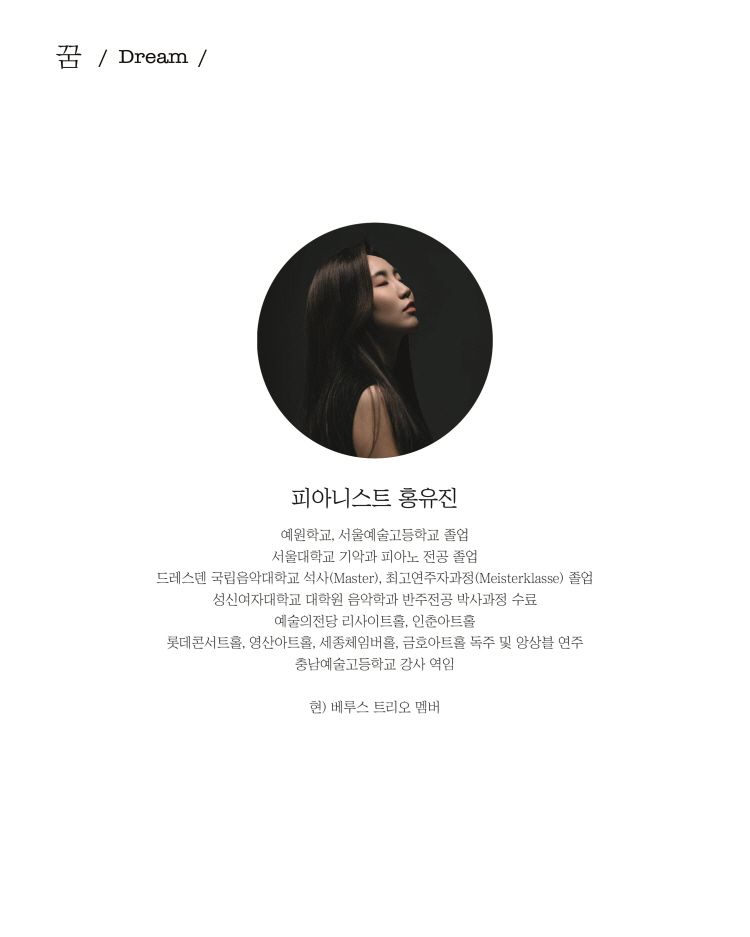 꿈 / Dream /
피아니스트 홍유진
예원학교, 서울예술고등학교 졸업
서울대학교 기악과 피아노 전공 졸업
드레스덴 국립음악대학교 석사(Master), 최고연주자과정(Meisterklasse) 졸업
성신여자대학교 대학원 음악학과 반주전공 박사과정 수료
예술의전당 리사이트홀, 인춘아트홀
롯데콘서트홀, 영산아트홀, 세종체임버홀, 금호아트홀 독주 및 앙상블 연주
충남예술고등학교 강사 역임
현) 베루스 트리오 멤버